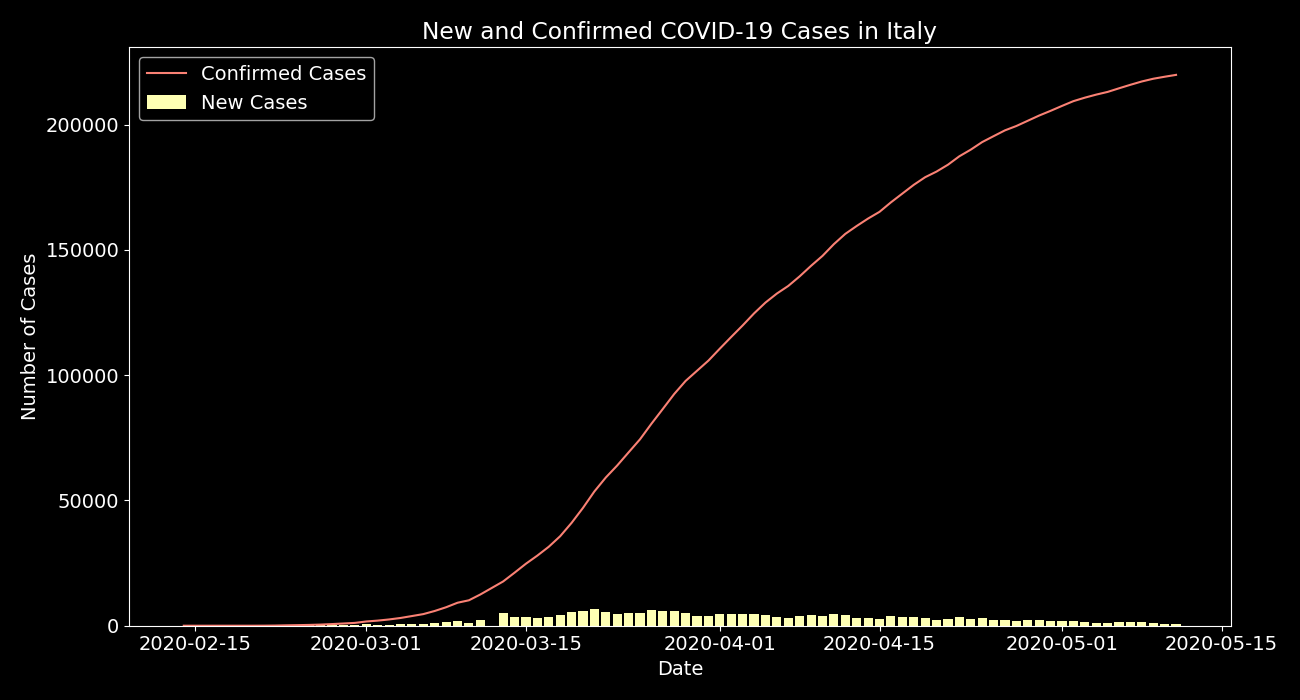 New and Confirmed COVID-19 Cases in Italy
Confirmed Cases
New Cases
Number of Cases
200000
150000
100000
50000
0
2020-02-15 2020-03-01 2020-03-15 2020-04-01 2020-04-15 2020-05-01 2020-05-15
Date